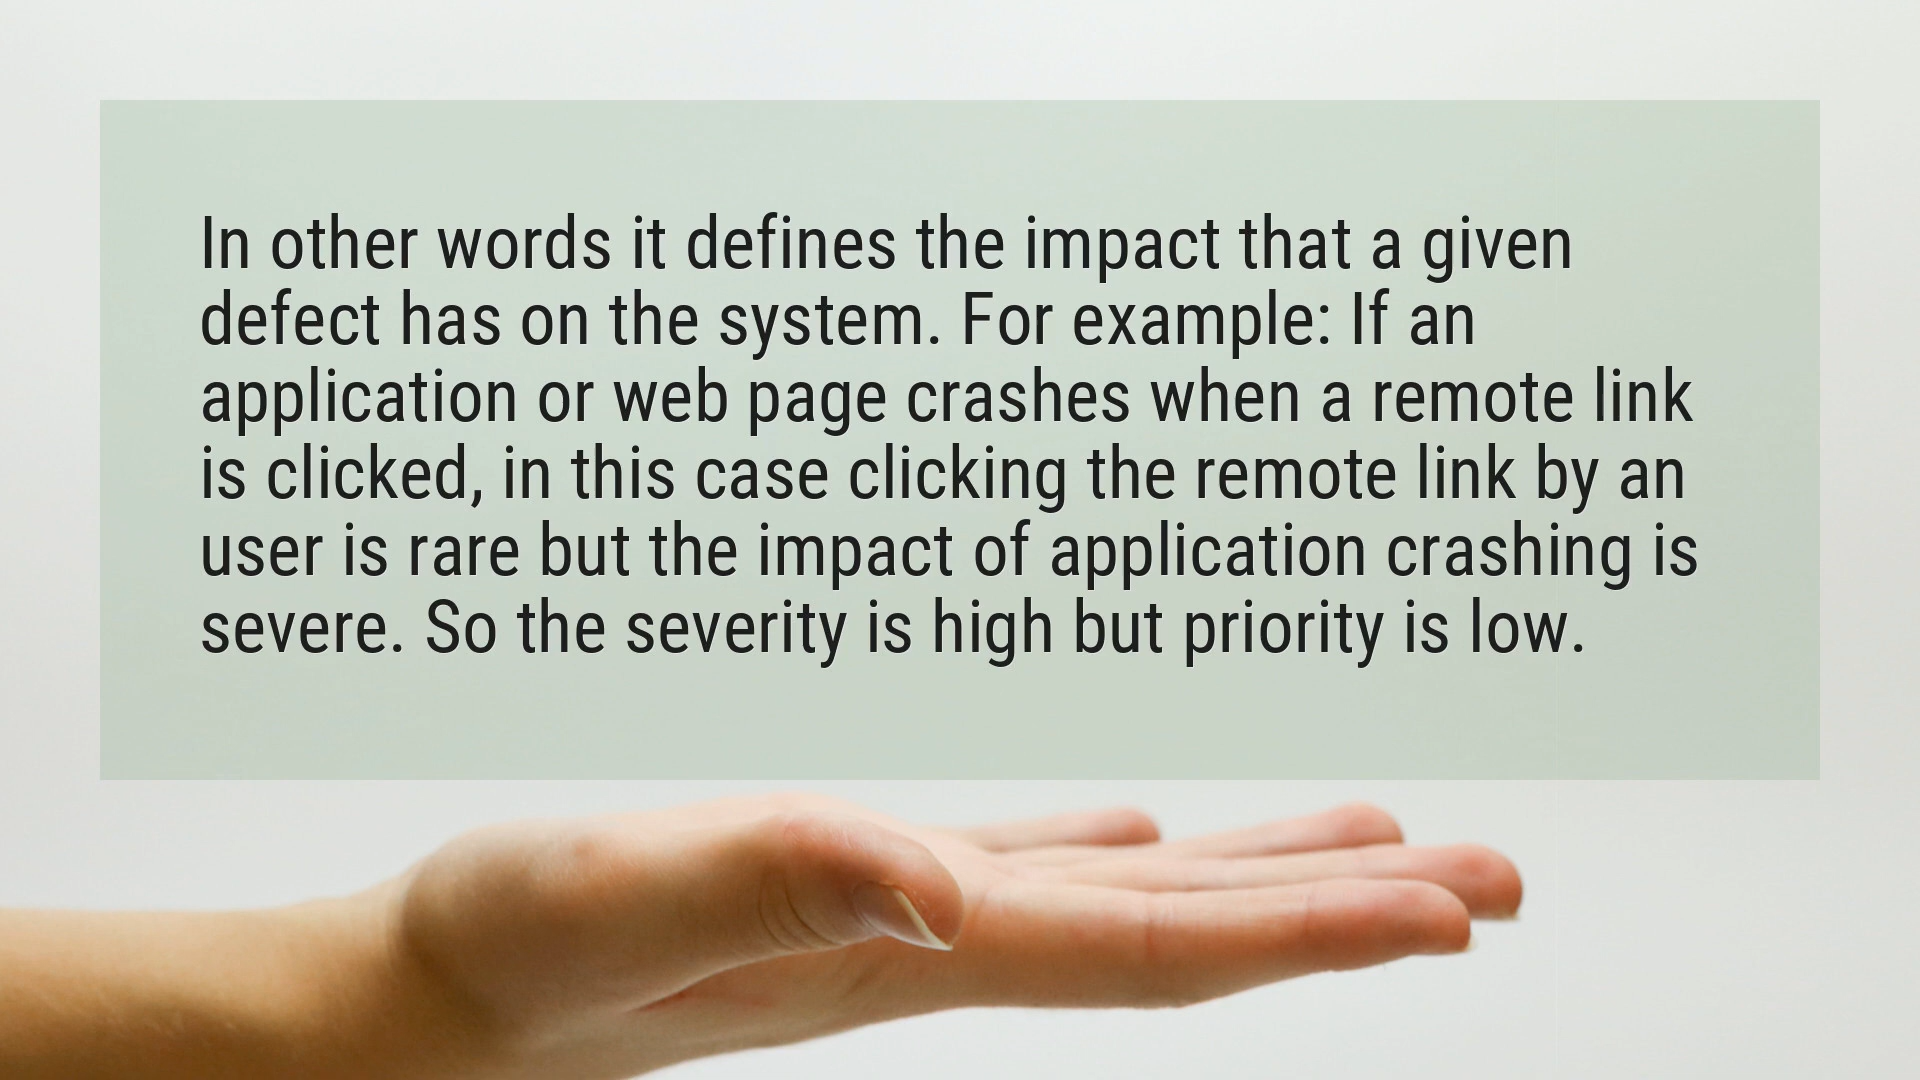 In other words it defines the impact that a given
defect has on the system. For example: If an
application or web page crashes when a remote link
is clicked, in this case clicking the remote link by an
user is rare but the impact of application crashing is
severe. So the severity is high but priority is low.